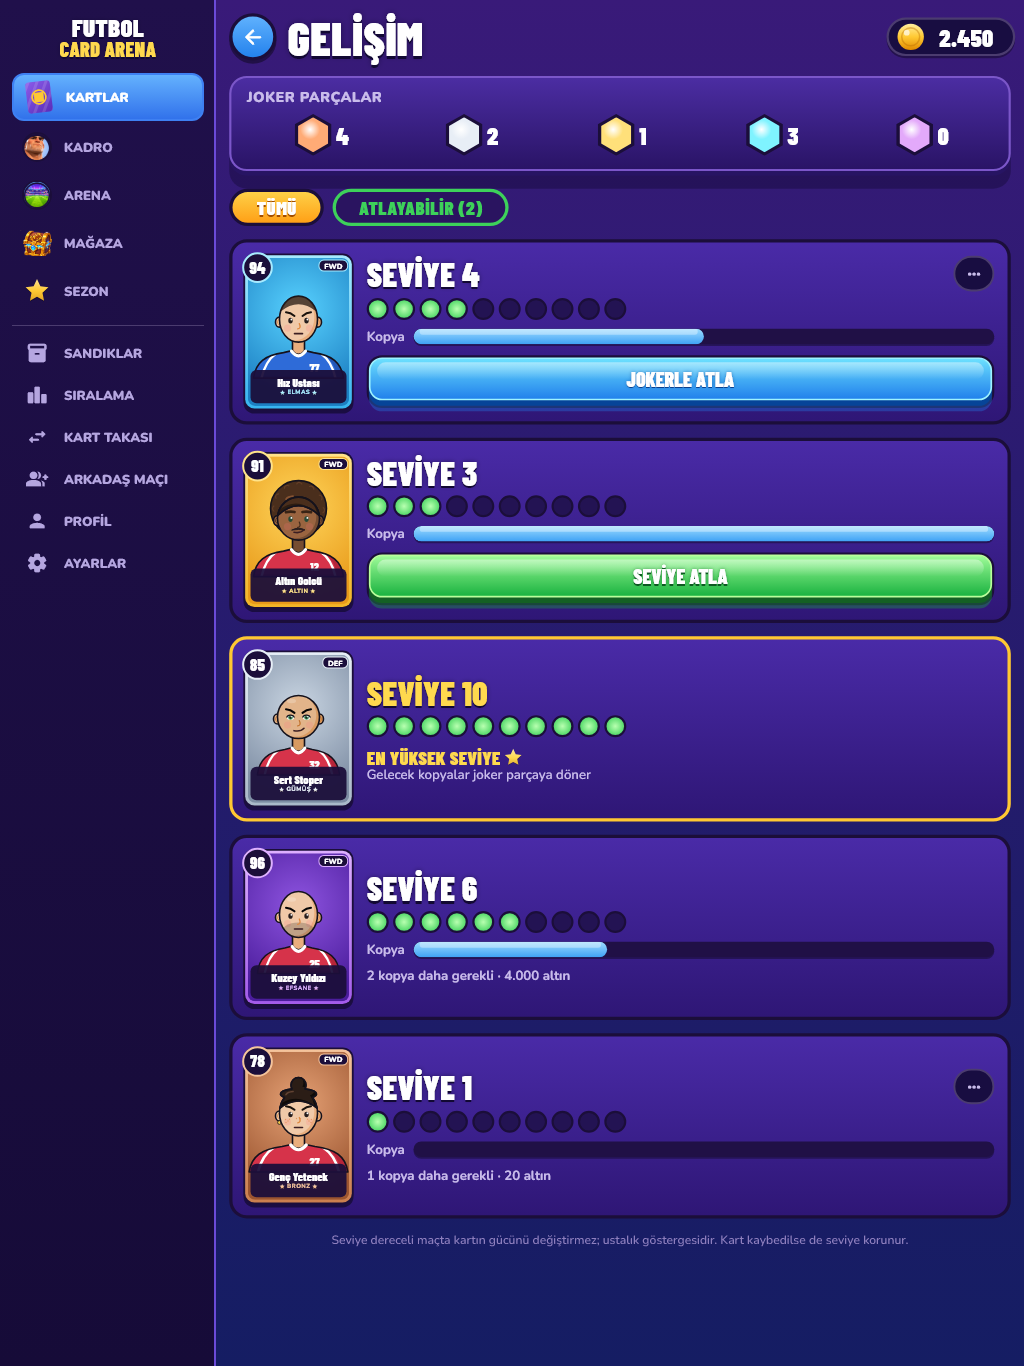 FUTBOL
CARD ARENA
KARTLAR
KADRO
ARENA
MAĞAZA
SEZON
SANDIKLAR
SIRALAMA
KART TAKASI
ARKADAŞ MAÇI
PROFİL
AYARLAR
GELİŞİM
2.450
JOKER PARÇALAR
4
2
1
3
0
TÜMÜ
ATLAYABİLİR (2)
94
FWD
77
Hız Ustası
★ ELMAS ★
SEVİYE 4
Kopya
JOKERLE ATLA
91
FWD
12
Altın Golcü
★ ALTIN ★
SEVİYE 3
Kopya
SEVİYE ATLA
85
DEF
32
Sert Stoper
★ GÜMÜŞ ★
SEVİYE 10
EN YÜKSEK SEVİYE
Gelecek kopyalar joker parçaya döner
96
FWD
25
Kuzey Yıldızı
★ EFSANE ★
SEVİYE 6
Kopya
2 kopya daha gerekli · 4.000 altın
78
FWD
27
Genç Yetenek
★ BRONZ ★
SEVİYE 1
Kopya
1 kopya daha gerekli · 20 altın
Seviye dereceli maçta kartın gücünü değiştirmez; ustalık göstergesidir. Kart kaybedilse de seviye korunur.